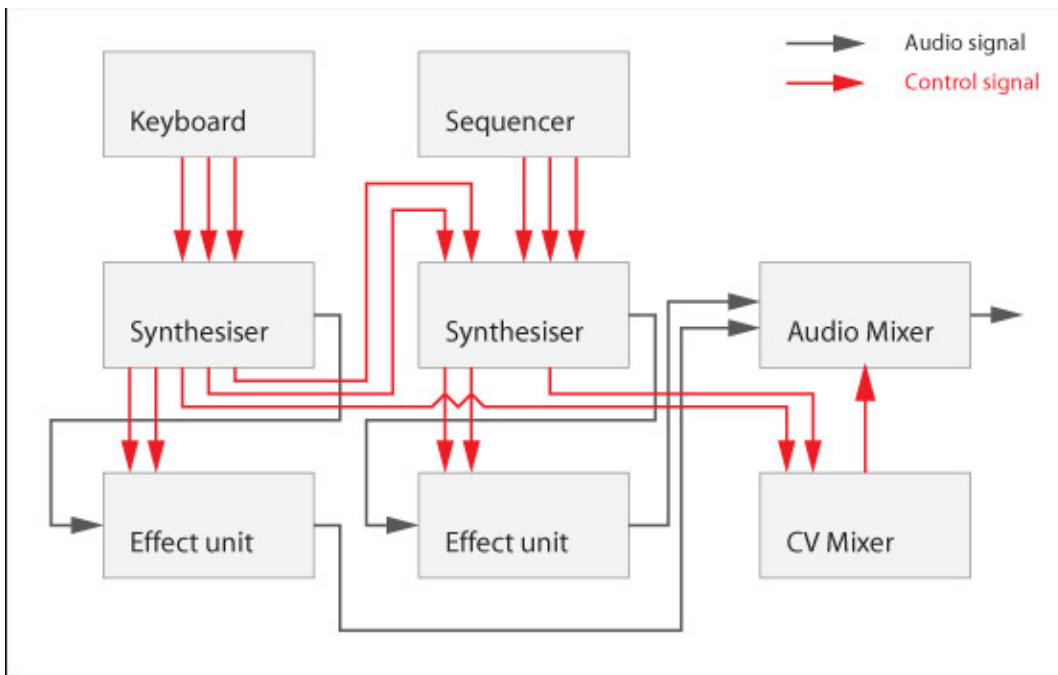 Audio signal
Control signal
Keyboard
Sequencer
Synthesiser
Synthesiser
Audio Mixer
Effect unit
Effect unit
CV Mixer